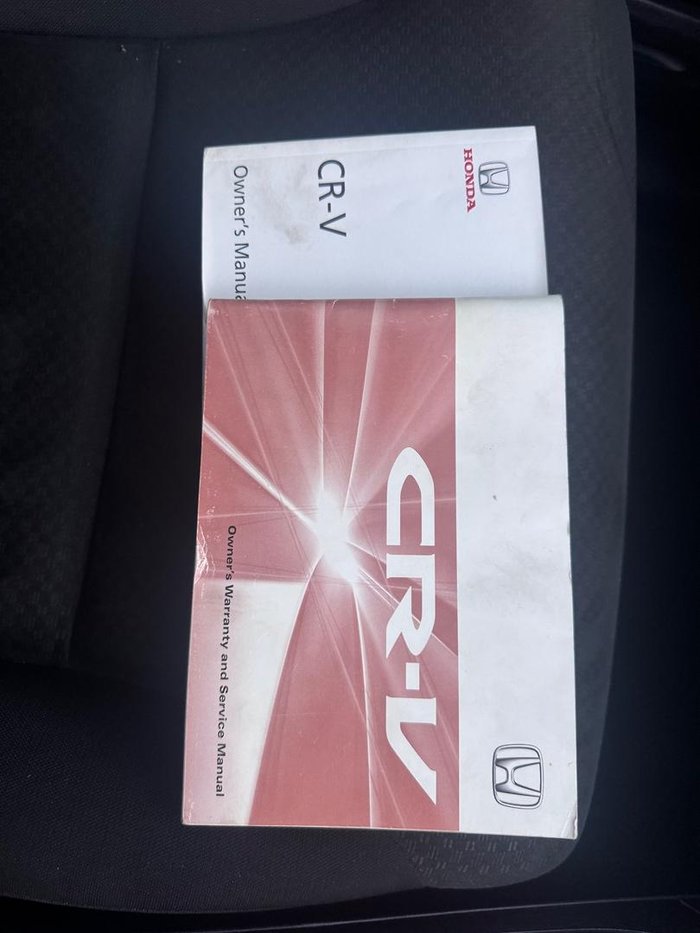 HONDA
CR-V
Owner's Manua
CR-V
Owner's Warranty and Service Manual